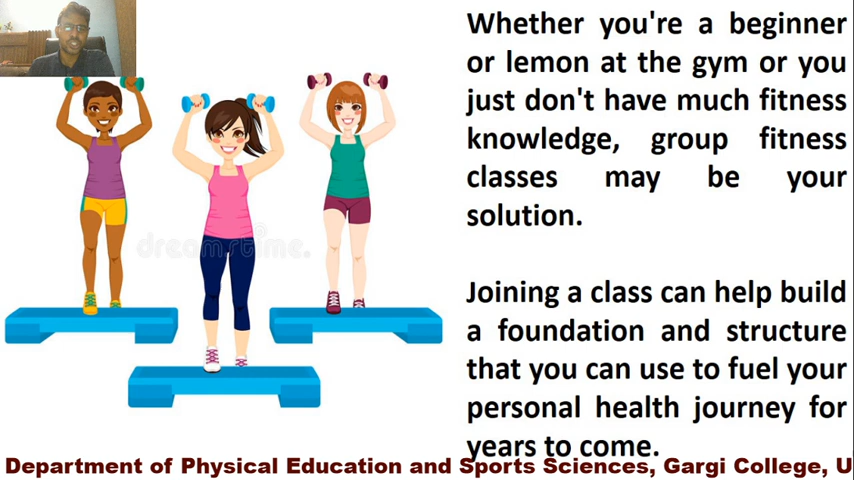 Whether you're a beginner
or lemon at the gym or you
just don't have much fitness
knowledge, group fitness
classes may be your
solution.
Joining a class can help build
a foundation and structure
that you can use to fuel your
personal health journey for
years to come.
dreamstime.
Department of Physical Education and Sports Sciences, Gargi College, U